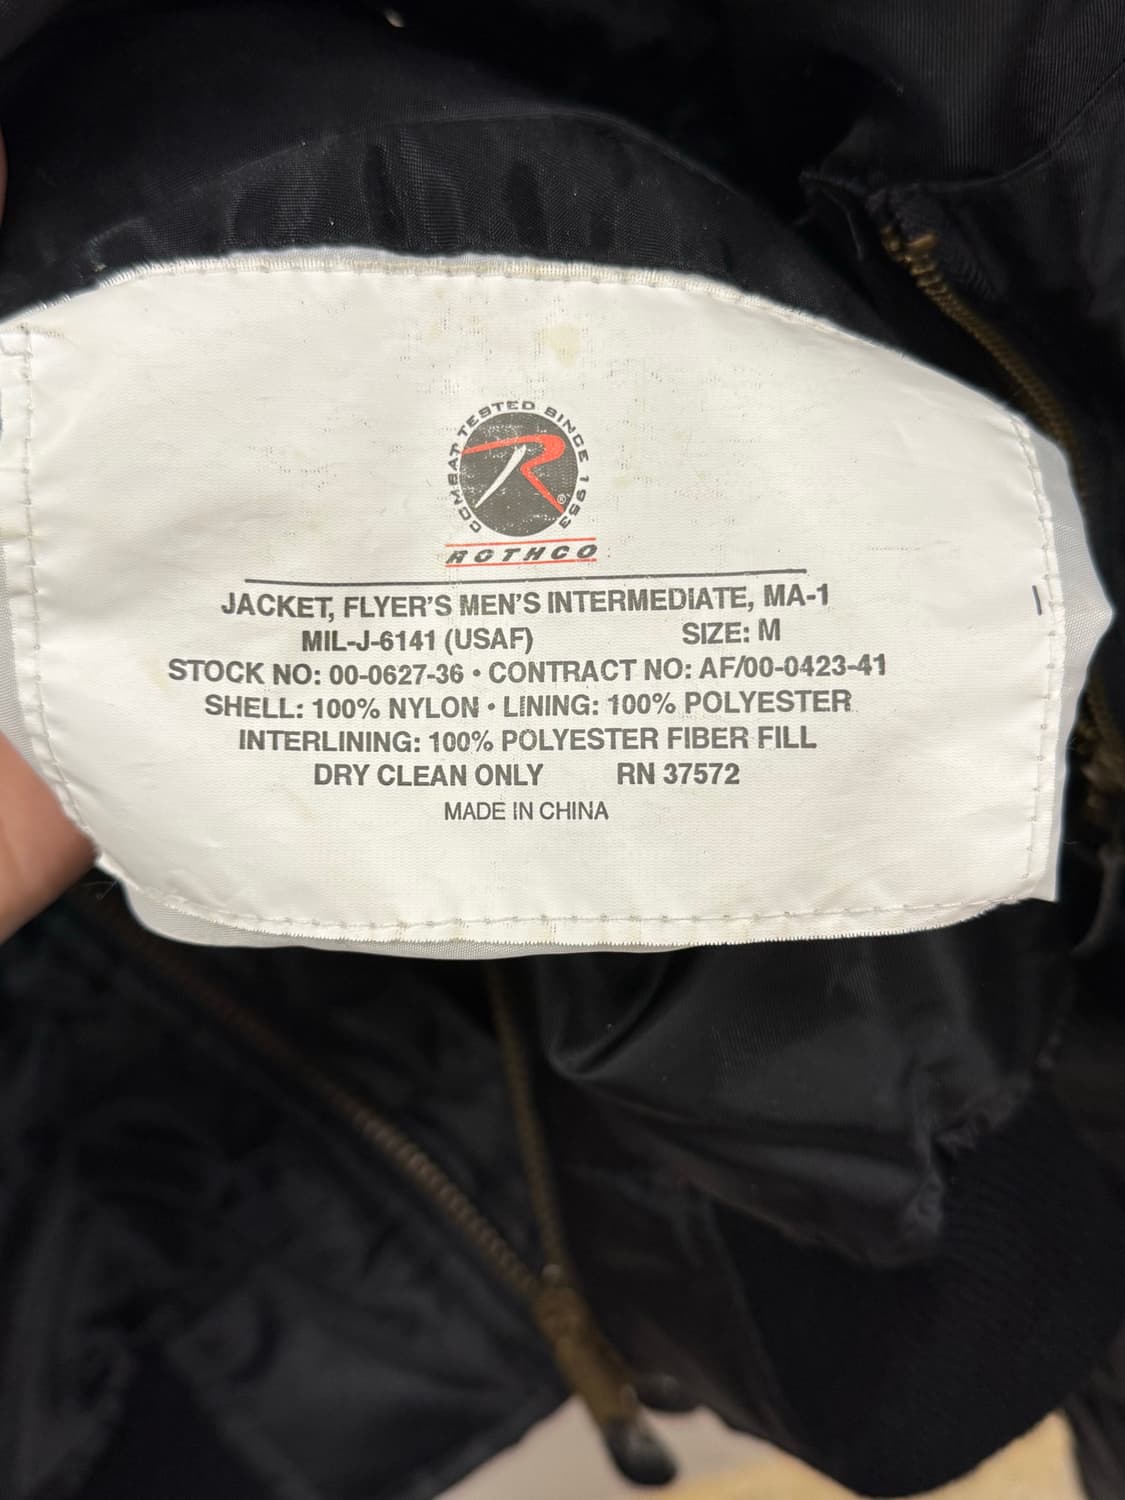 COMBAT TESTED SINCE 1953
R®
ROTHCO
JACKET, FLYER'S MEN'S INTERMEDIATE, MA-1
MIL-J-6141 (USAF) SIZE: M
STOCK NO: 00-0627-36 • CONTRACT NO: AF/00-0423-41
SHELL: 100% NYLON • LINING: 100% POLYESTER
INTERLINING: 100% POLYESTER FIBER FILL
DRY CLEAN ONLY RN 37572
MADE IN CHINA